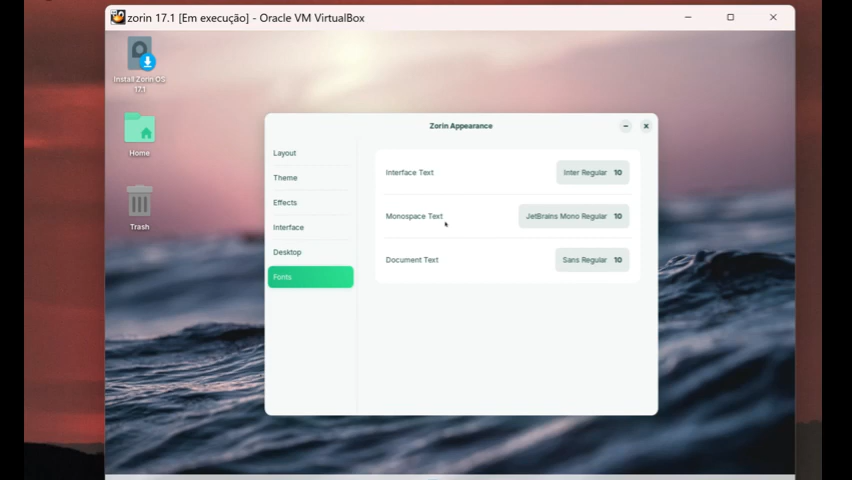 zorin 17.1 [Em execução] - Oracle VM VirtualBox
Install Zorin OS
17.1
Home
Trash
Zorin Appearance
Layout
Theme
Effects
Interface
Desktop
Fonts
Interface Text
Inter Regular 10
Monospace Text
JetBrains Mono Regular 10
Document Text
Sans Regular 10